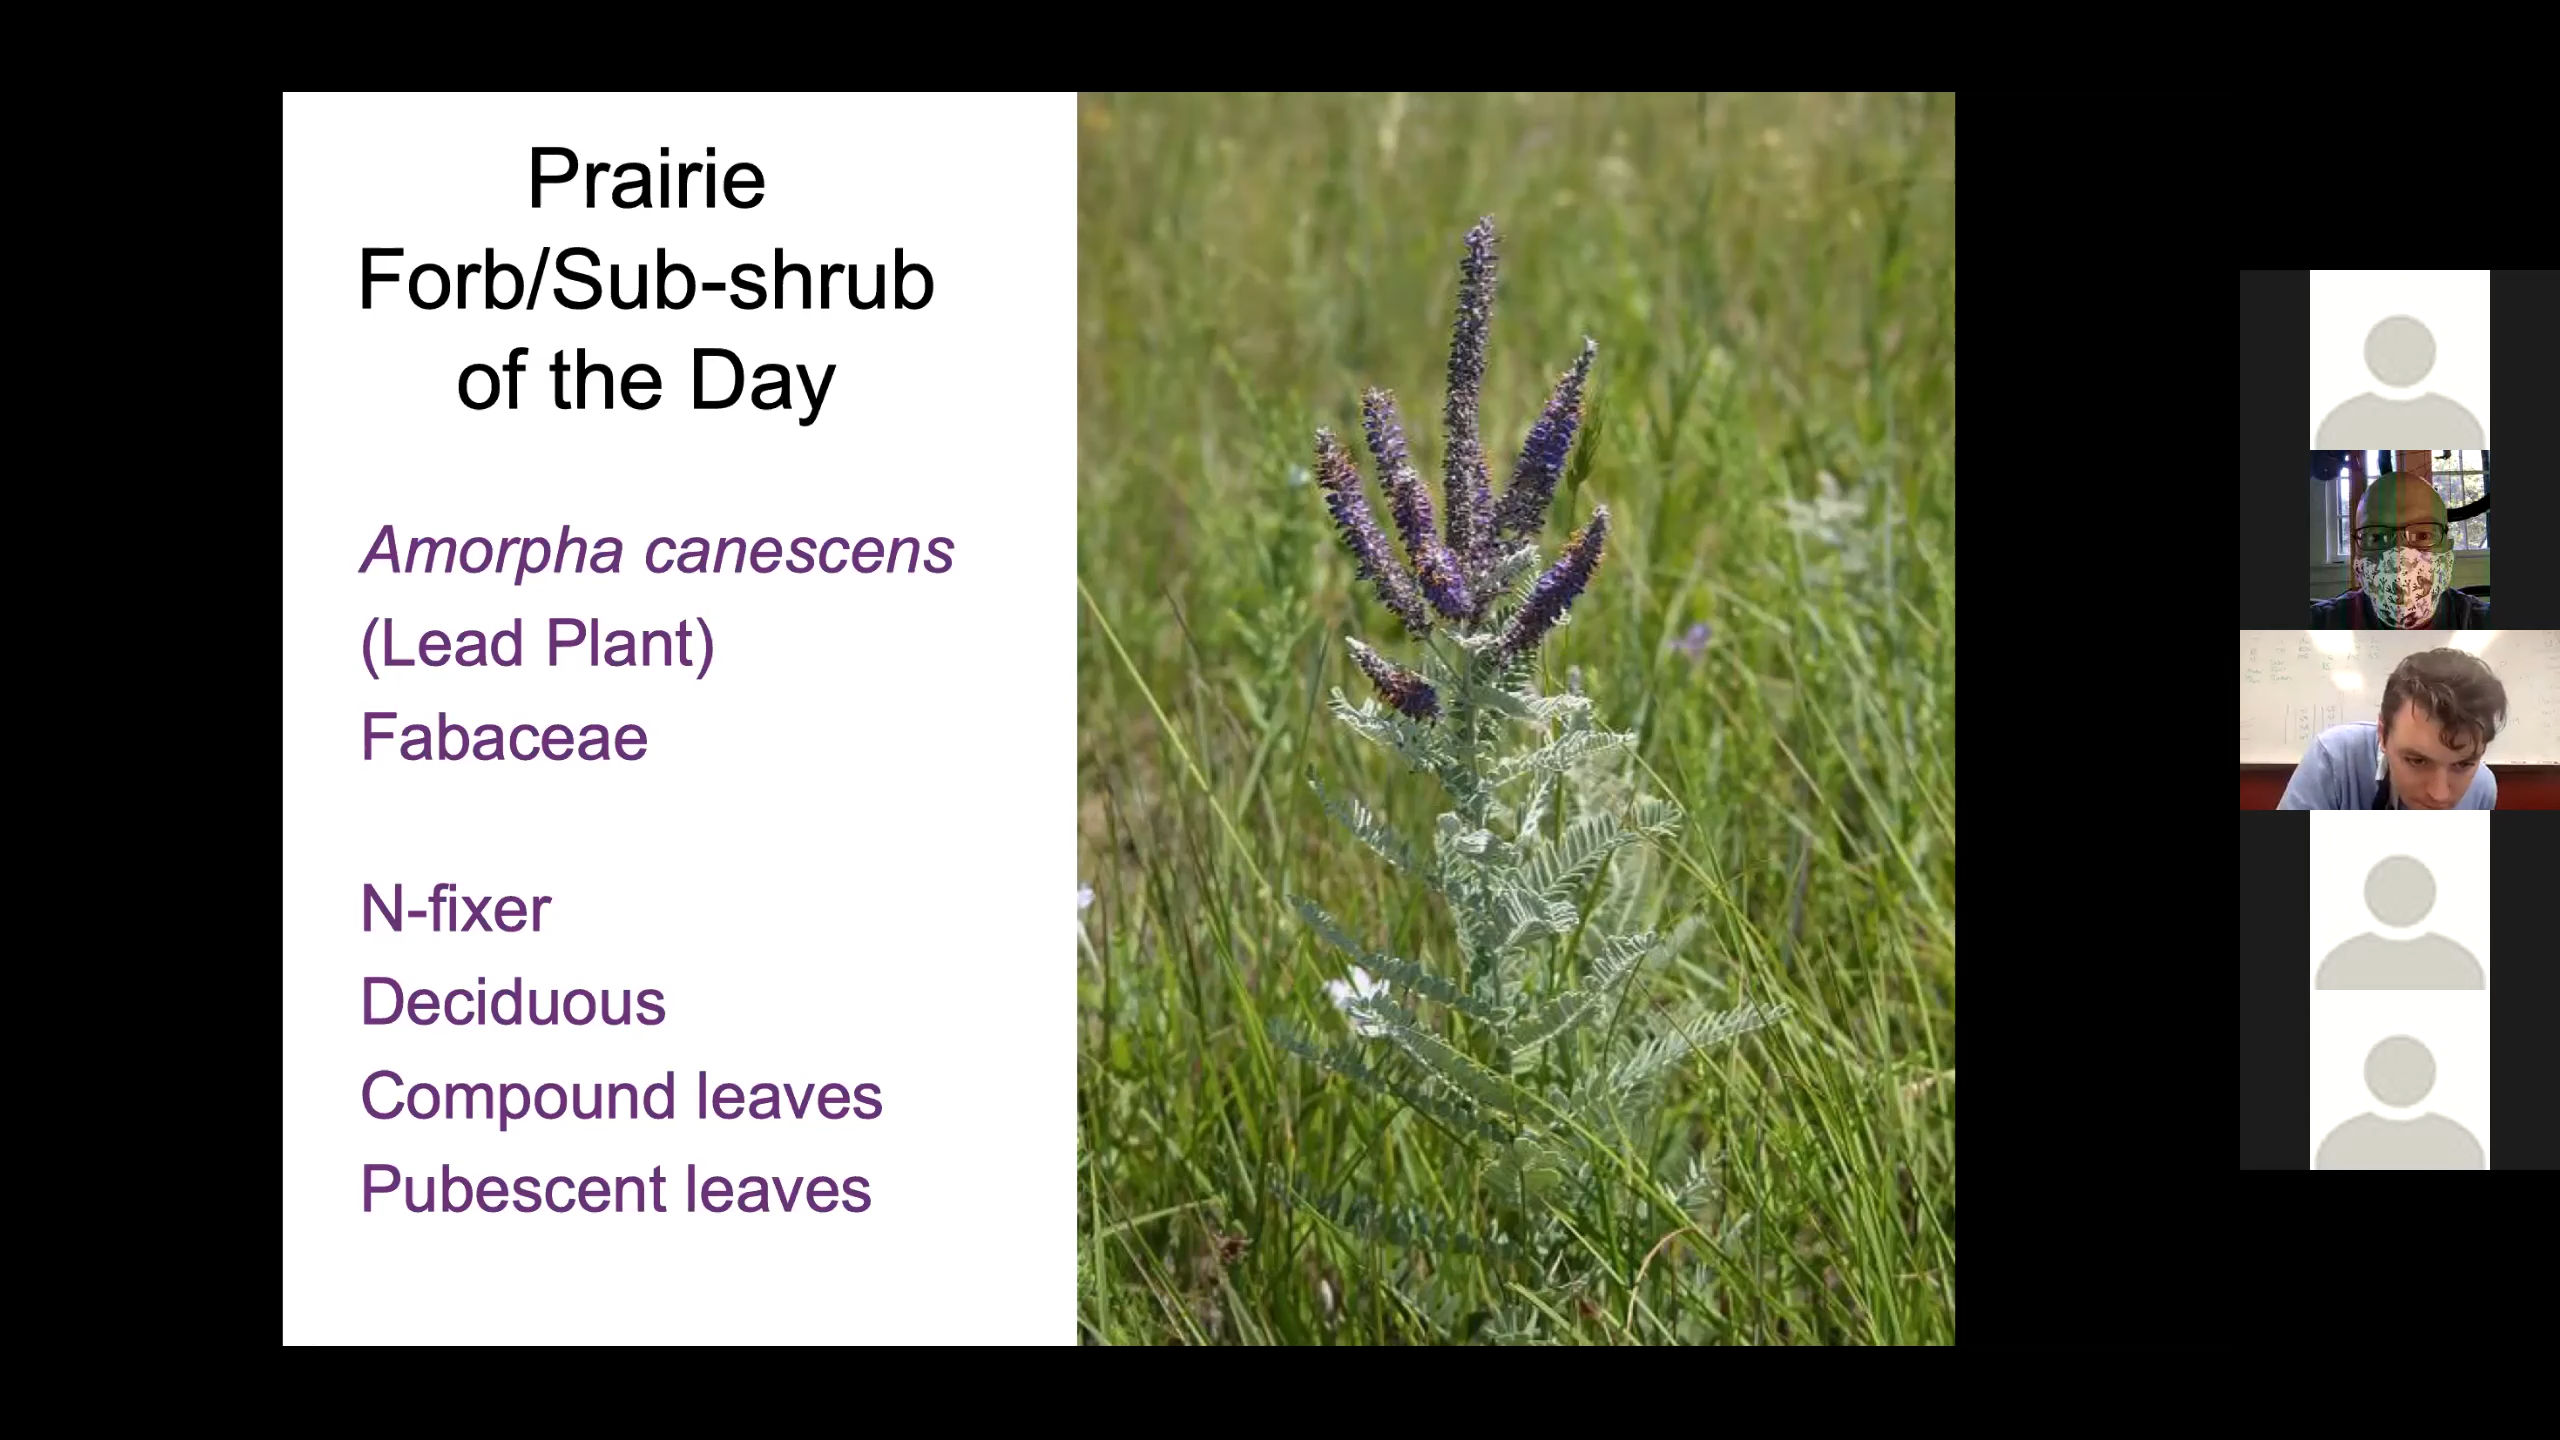 Prairie
Forb/Sub-shrub
of the Day
Amorpha canescens
(Lead Plant)
Fabaceae
N-fixer
Deciduous
Compound leaves
Pubescent leaves